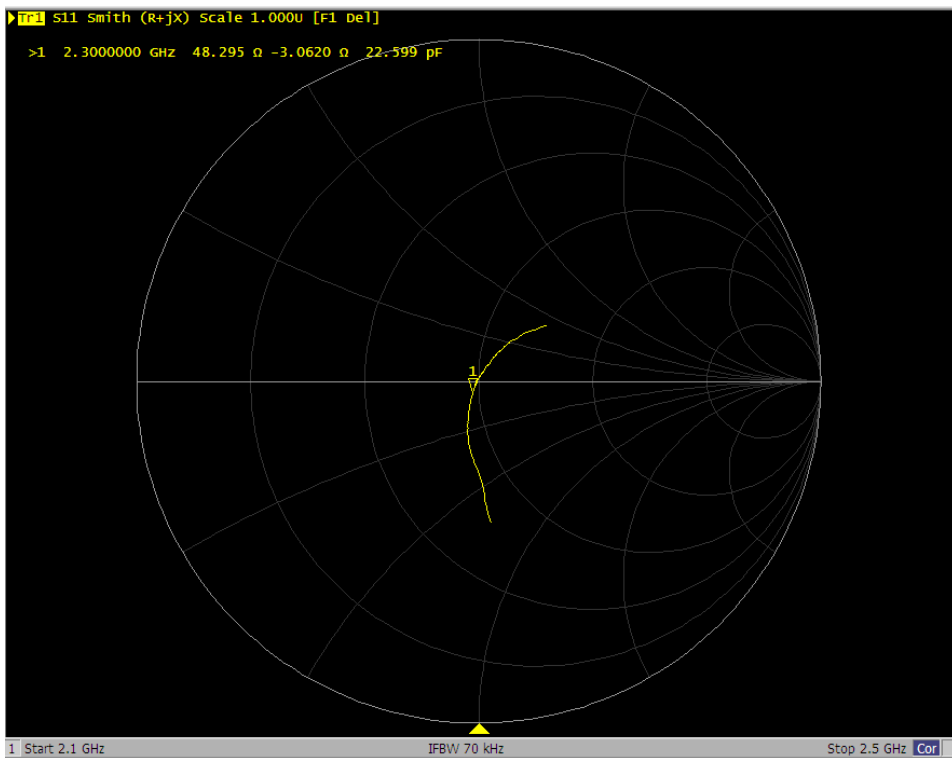 Tr1 S11 Smith (R+jX) Scale 1.000U [F1 Del]
>1 2.3000000 GHz 48.295 Ω -3.0620 Ω 22.599 pF
1
1 Start 2.1 GHz IFBW 70 kHz Stop 2.5 GHz Cor